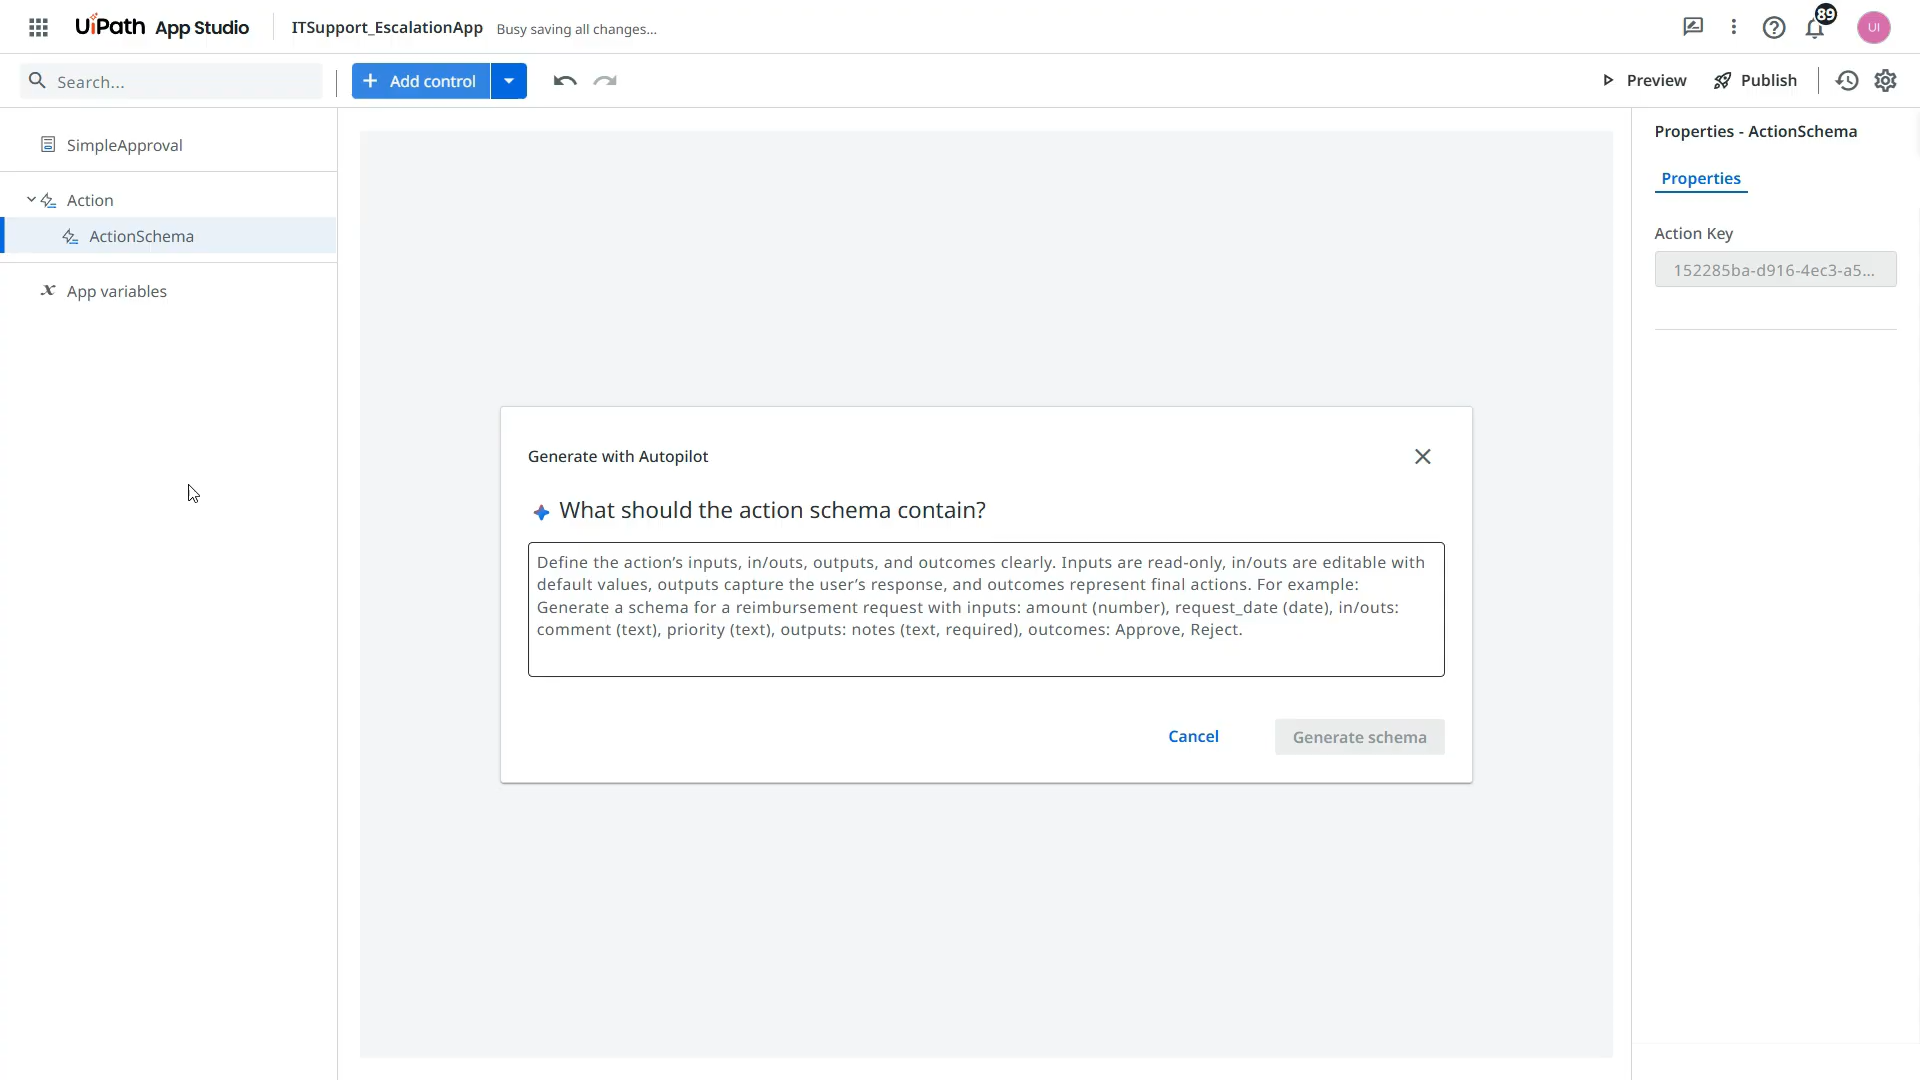 UiPath App Studio
ITSupport_EscalationApp
Busy saving all changes...
89
UI
Search...
Add control
Preview
Publish
SimpleApproval
Action
ActionSchema
App variables
Generate with Autopilot
What should the action schema contain?
Define the action’s inputs, in/outs, outputs, and outcomes clearly. Inputs are read-only, in/outs are editable with
default values, outputs capture the user’s response, and outcomes represent final actions. For example:
Generate a schema for a reimbursement request with inputs: amount (number), request_date (date), in/outs:
comment (text), priority (text), outputs: notes (text, required), outcomes: Approve, Reject.
Cancel
Generate schema
Properties - ActionSchema
Properties
Action Key
152285ba-d916-4ec3-a5...